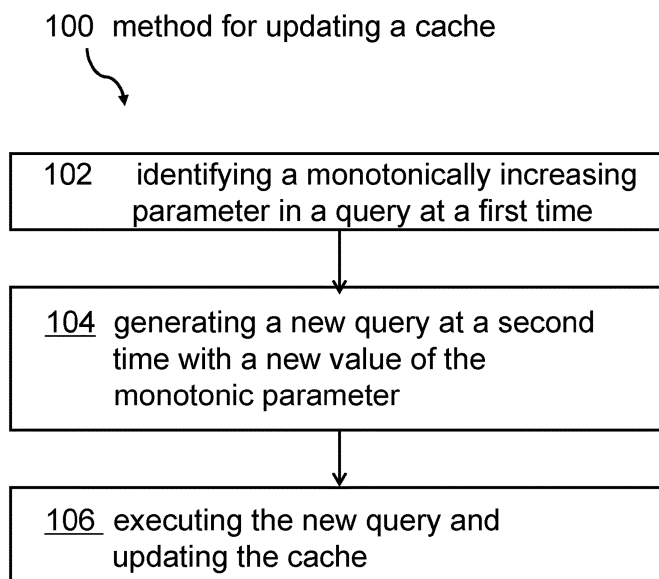 100 method for updating a cache
102 identifying a monotonically increasing
parameter in a query at a first time
104 generating a new query at a second
time with a new value of the
monotonic parameter
106 executing the new query and
updating the cache